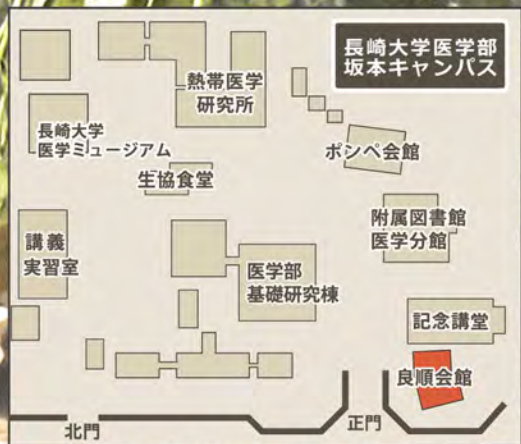 長崎大学医学部
坂本キャンパス
熱帯医学
研究所
長崎大学
医学ミュージアム
ポンペ会館
生協食堂
附属図書館
医学分館
講義
実習室
医学部
基礎研究棟
記念講堂
良順会館
北門
正門